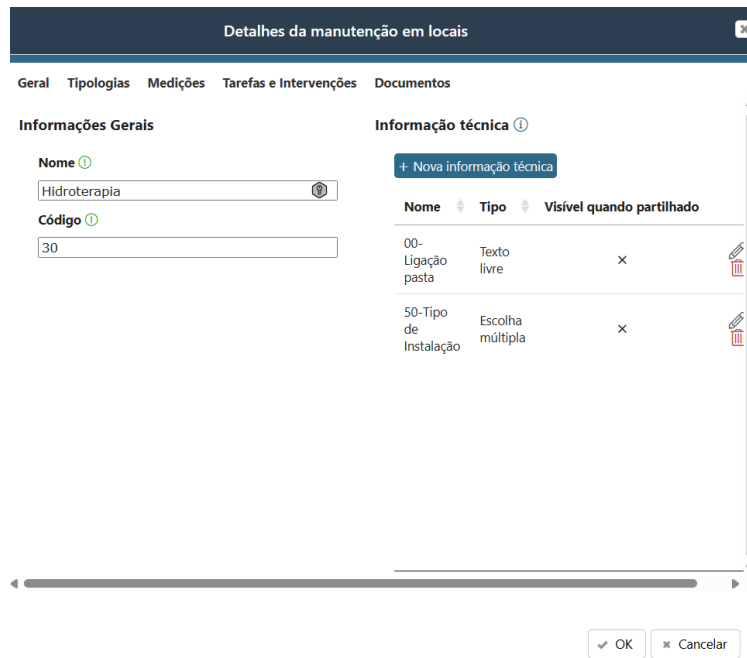 Detalhes da manutenção em locais
Geral Tipologias Medições Tarefas e Intervenções Documentos
Informações Gerais
Nome
Hidroterapia
Código
30
Informação técnica
+ Nova informação técnica
Nome Tipo Visível quando partilhado
00-
Ligação
pasta
Texto
livre
50-Tipo
de
Instalação
Escolha
múltipla
OK
Cancelar